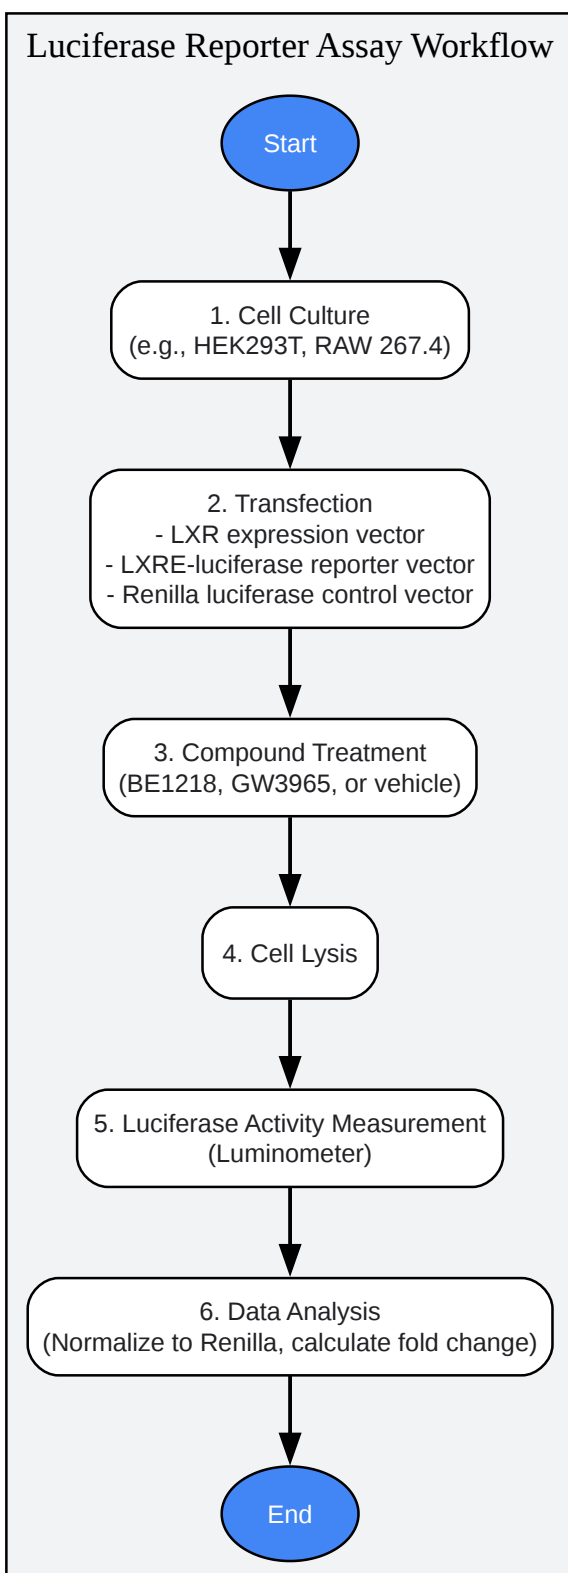 Luciferase Reporter Assay Workflow
Start
1. Cell Culture
(e.g., HEK293T, RAW 267.4)
2. Transfection
- LXR expression vector
- LXRE-luciferase reporter vector
- Renilla luciferase control vector
3. Compound Treatment
(BE1218, GW3965, or vehicle)
4. Cell Lysis
5. Luciferase Activity Measurement
(Luminometer)
6. Data Analysis
(Normalize to Renilla, calculate fold change)
End